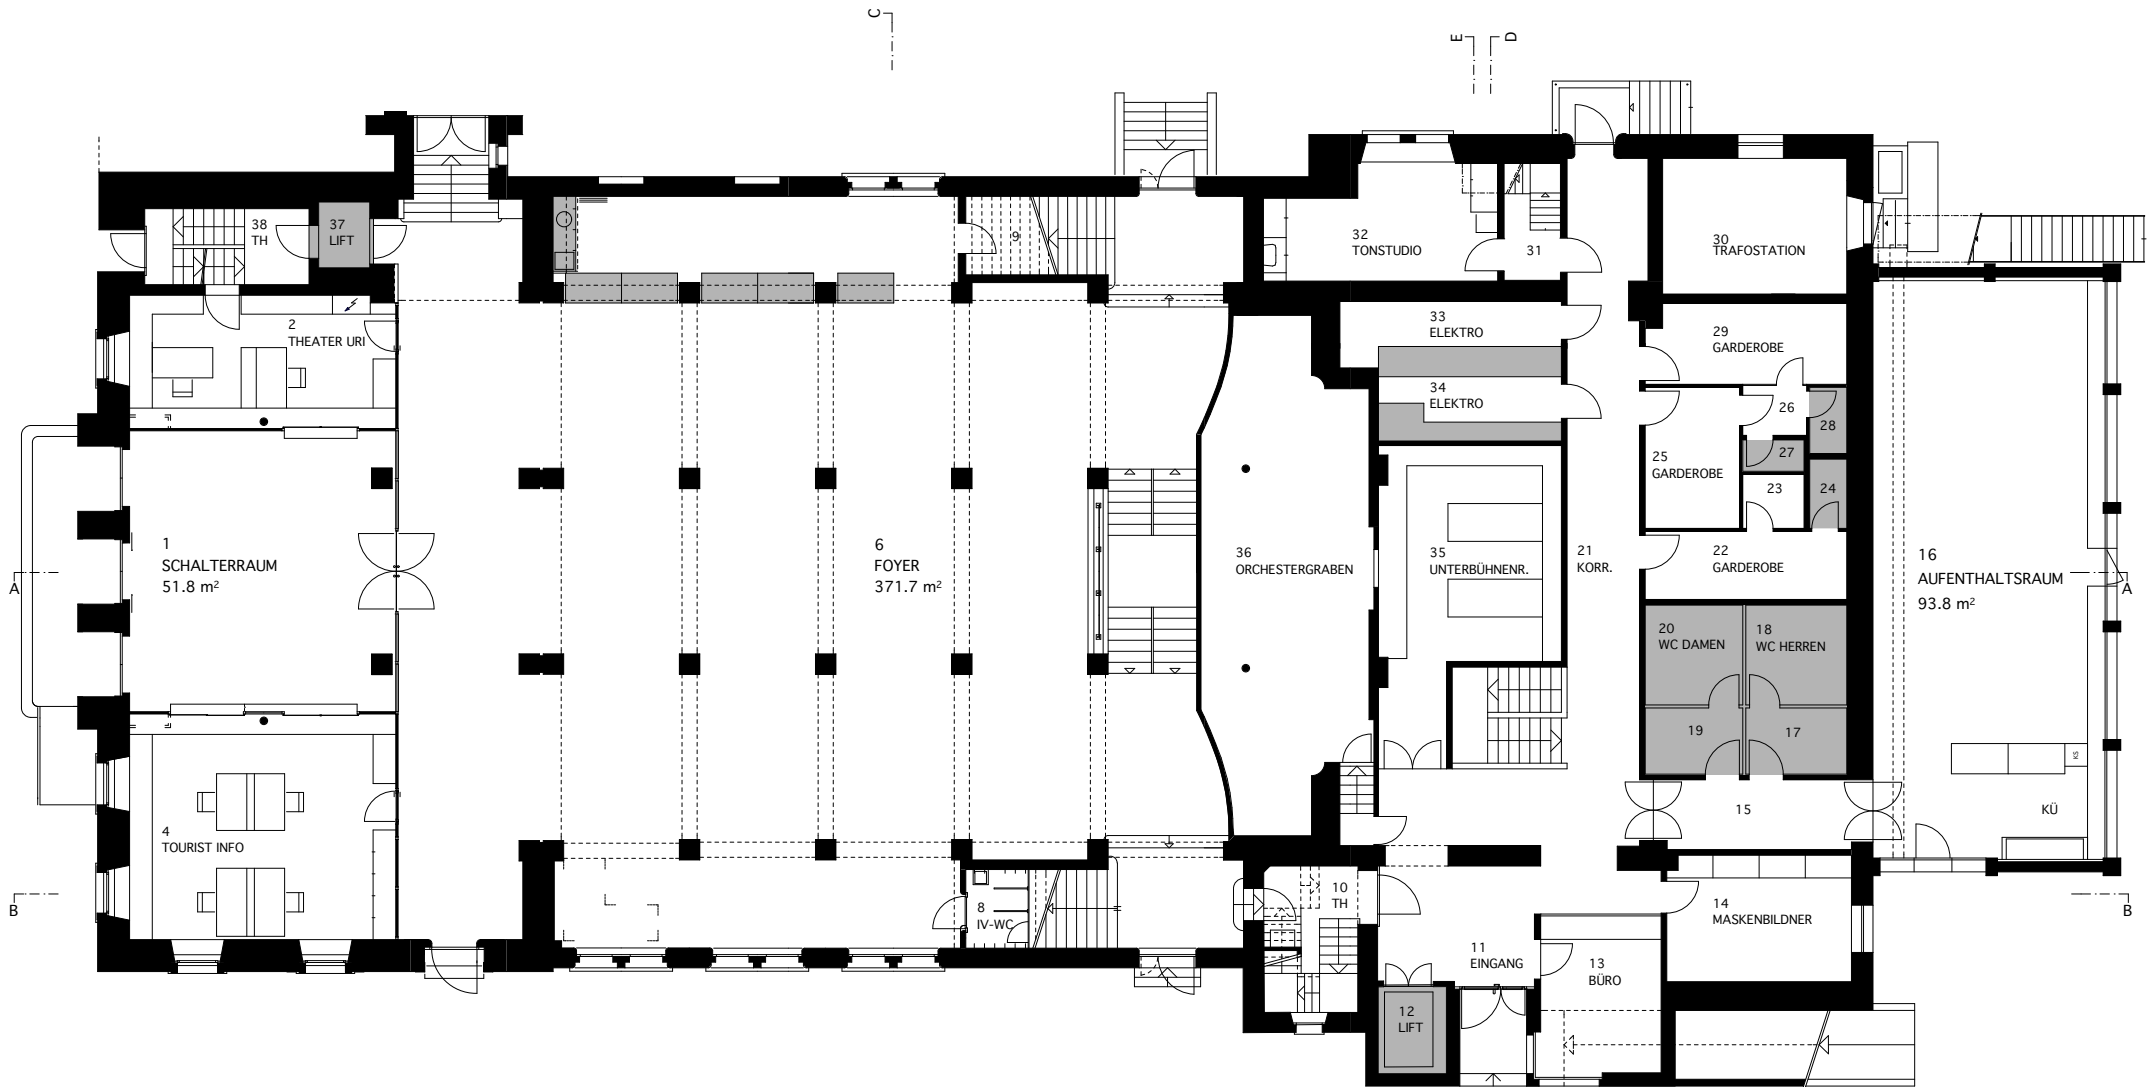 C
E
D
38
TH
37
LIFT
9
32
TONSTUDIO
31
30
TRAFOSTATION
2
THEATER URI
33
ELEKTRO
29
GARDEROBE
34
ELEKTRO
26
28
27
25
GARDEROBE
23
24
1
SCHALTERRAUM
51.8 m²
6
FOYER
371.7 m²
36
ORCHESTERGRABEN
35
UNTERBÜHNENR.
21
KORR.
22
GARDEROBE
16
AUFENTHALTSRAUM
93.8 m²
A
A
20
WC DAMEN
18
WC HERREN
19
17
KS
4
TOURIST INFO
15
KÜ
8
IV-WC
10
TH
14
MASKENBILDNER
B
B
11
EINGANG
13
BÜRO
12
LIFT